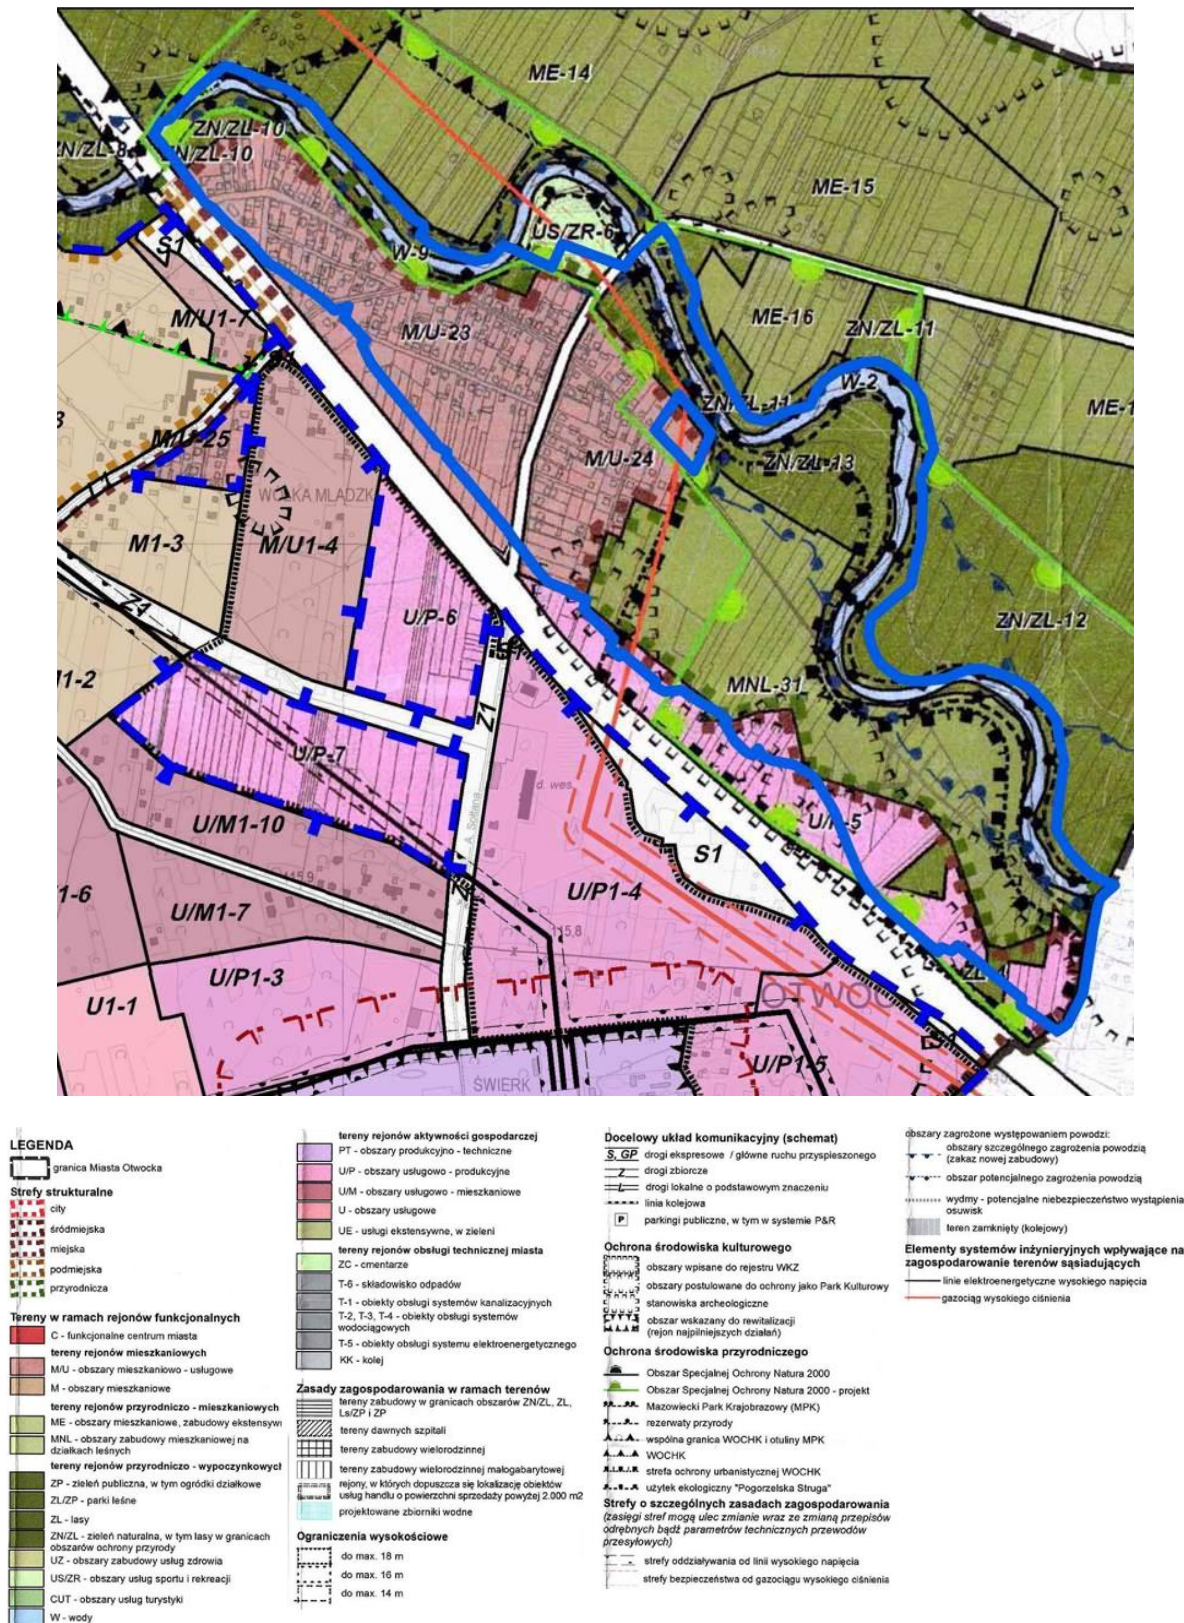 ME-14
ZN/ZL-10
ZN/ZL-8
ZN/ZL-10
ME-15
US/ZR-6
W-9
S1
M/U1-7
M/U-23
ME-16
ZN/ZL-11
W-2
ZN/ZL-11
M/U-25
M/U-24
ZN/ZL-13
M1-3
M/U1-4
Z1
U/P-6
ZN/ZL-12
MNL-31
Z1
U/P-7
d. wes.
A. Sołtana
U/M1-10
S1
115,9
U/P1-4
U/M1-7
115,8
U/P1-3
U1-1
ŚWIERK
U/P1-5
LEGENDA
granica Miasta Otwocka
Strefy strukturalne
city
śródmiejska
miejska
podmiejska
przyrodnicza
Tereny w ramach rejonów funkcjonalnych
C - funkcjonalne centrum miasta
tereny rejonów mieszkaniowych
M/U - obszary mieszkaniowo - usługowe
M - obszary mieszkaniowe
tereny rejonów przyrodniczo - mieszkaniowych
ME - obszary mieszkaniowe, zabudowy ekstensyw
MNL - obszary zabudowy mieszkaniowej na
działkach leśnych
tereny rejonów przyrodniczo - wypoczynkowych
ZP - zieleń publiczna, w tym ogródki działkowe
ZL/ZP - parki leśne
ZL - lasy
ZN/ZL - zieleń naturalna, w tym lasy w granicach
obszarów ochrony przyrody
UZ - obszary zabudowy usług zdrowia
US/ZR - obszary usług sportu i rekreacji
CUT - obszary usług turystyki
W - wody
tereny rejonów aktywności gospodarczej
PT - obszary produkcyjno - techniczne
U/P - obszary usługowo - produkcyjne
U/M - obszary usługowo - mieszkaniowe
U - obszary usługowe
UE - usługi ekstensywne, w zieleni
tereny rejonów obsługi technicznej miasta
ZC - cmentarze
T-6 - składowisko odpadów
T-1 - obiekty obsługi systemów kanalizacyjnych
T-2, T-3, T-4 - obiekty obsługi systemów
wodociągowych
T-5 - obiekty obsługi systemu elektroenergetycznego
KK - kolej
Zasady zagospodarowania w ramach terenów
tereny zabudowy w granicach obszarów ZN/ZL, ZL,
Ls/ZP i ZP
tereny dawnych szpitali
tereny zabudowy wielorodzinnej
tereny zabudowy wielorodzinnej małogabarytowej
rejony, w których dopuszcza się lokalizację obiektów
usług handlu o powierzchni sprzedaży powyżej 2.000 m2
projektowane zbiorniki wodne
Ograniczenia wysokościowe
do max. 18 m
do max. 16 m
do max. 14 m
Docelowy układ komunikacyjny (schemat)
S, GP drogi ekspresowe / główne ruchu przyspieszonego
Z drogi zbiorcze
L drogi lokalne o podstawowym znaczeniu
linia kolejowa
P parkingi publiczne, w tym w systemie P&R
Ochrona środowiska kulturowego
obszary wpisane do rejestru WKZ
obszary postulowane do ochrony jako Park Kulturowy
stanowiska archeologiczne
obszar wskazany do rewitalizacji
(rejon najpilniejszych działań)
Ochrona środowiska przyrodniczego
Obszar Specjalnej Ochrony Natura 2000
Obszar Specjalnej Ochrony Natura 2000 - projekt
Mazowiecki Park Krajobrazowy (MPK)
rezerwaty przyrody
wspólna granica WOCHK i otuliny MPK
WOCHK
strefa ochrony urbanistycznej WOCHK
użytek ekologiczny "Pogorzelska Struga"
Strefy o szczególnych zasadach zagospodarowania
(zasięgi stref mogą ulec zmianie wraz ze zmianą przepisów
odrębnych bądź parametrów technicznych przewodów
przesyłowych)
strefy oddziaływania od linii wysokiego napięcia
strefy bezpieczeństwa od gazociągu wysokiego ciśnienia
obszary zagrożone występowaniem powodzi:
obszary szczególnego zagrożenia powodzią
(zakaz nowej zabudowy)
obszar potencjalnego zagrożenia powodzią
wydmy - potencjalne niebezpieczeństwo wystąpienia
osuwisk
teren zamknięty (kolejowy)
Elementy systemów inżynieryjnych wpływające na
zagospodarowanie terenów sąsiadujących
linie elektroenergetyczne wysokiego napięcia
gazociąg wysokiego ciśnienia